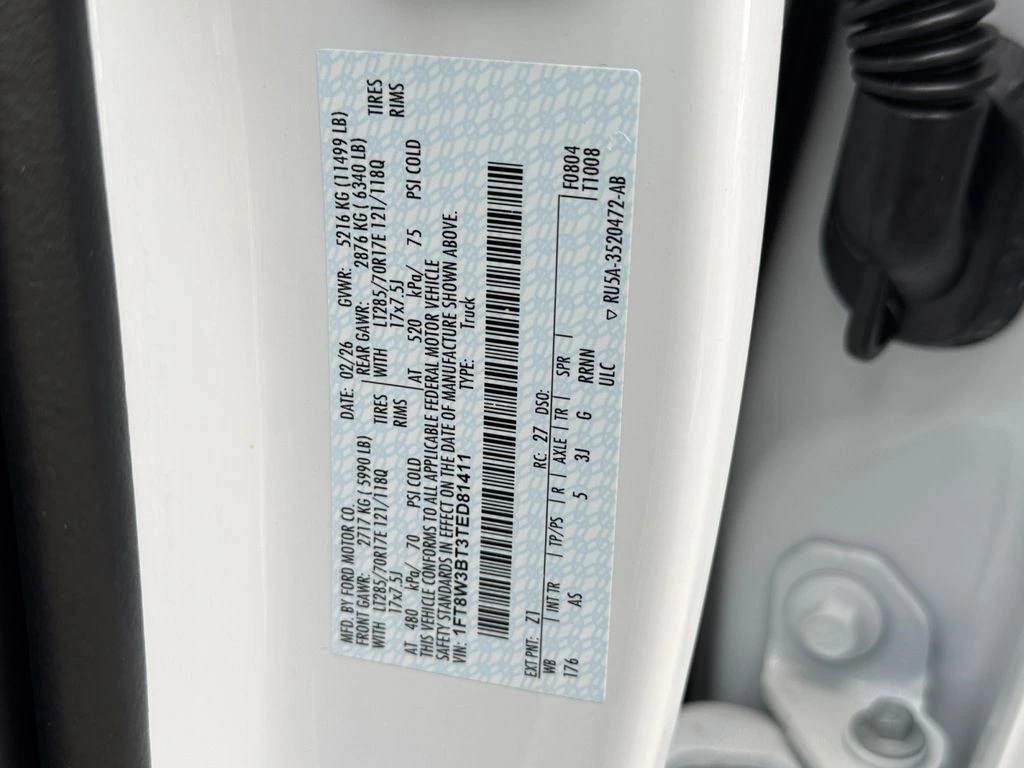 MFD. BY FORD MOTOR CO. DATE: 02/26 GVWR: 5216 KG (11499 LB)
FRONT GAWR: 2717 KG ( 5990 LB) REAR GAWR: 2876 KG ( 6340 LB)
WITH LT285/70R17E 121/118Q TIRES WITH LT285/70R17E 121/118Q TIRES
17x7.5J RIMS 17x7.5J RIMS
AT 480 kPa/ 70 PSI COLD AT 520 kPa/ 75 PSI COLD
THIS VEHICLE CONFORMS TO ALL APPLICABLE FEDERAL MOTOR VEHICLE
SAFETY STANDARDS IN EFFECT ON THE DATE OF MANUFACTURE SHOWN ABOVE.
VIN: 1FT8W3BT3TED81411 TYPE: Truck
EXT PNT: Z1 RC: 27 DSO: F0804
WB INT TR TP/PS R AXLE TR SPR T1008
176 AS 5 3J G RRMN
ULC
▽ RU5A-3520472-AB